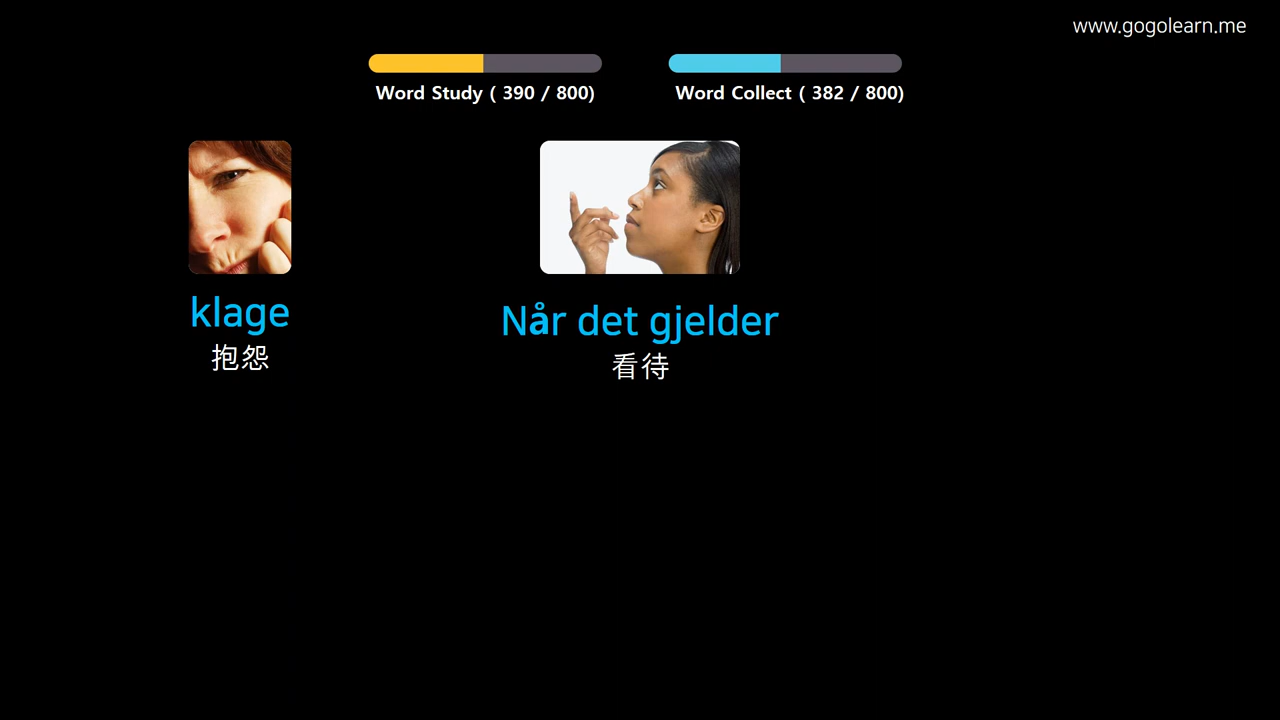 www.gogolearn.me
Word Study ( 390 / 800)
Word Collect ( 382 / 800)
klage
抱怨
Når det gjelder
看待